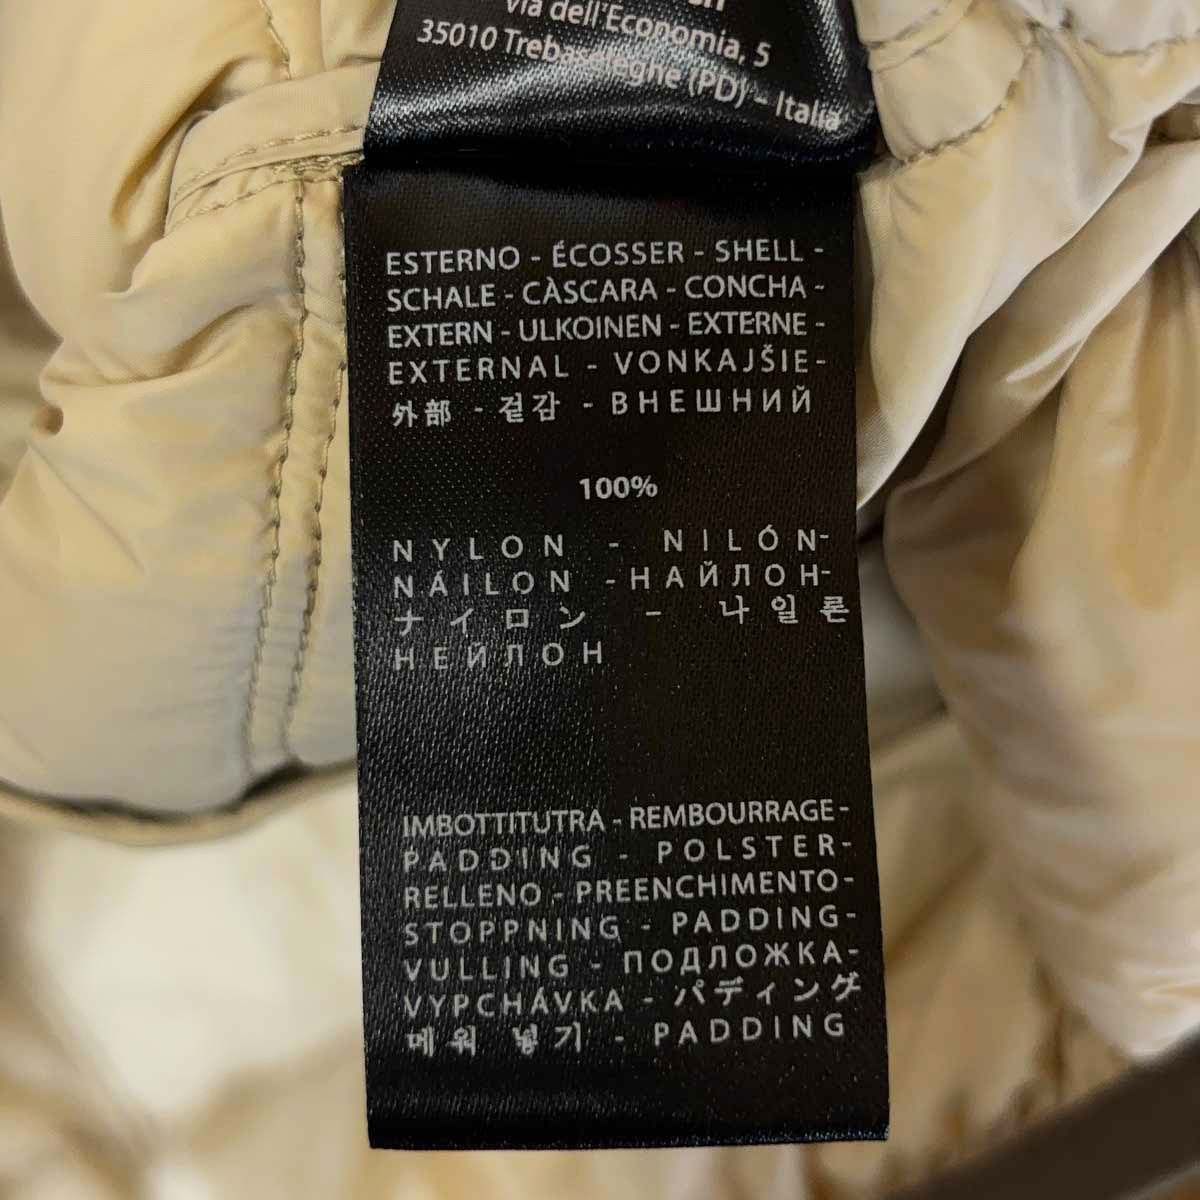 via dell'Economia, 5
35010 Trebaseleghe (PD) - Italia
ESTERNO - ÉCOSSER - SHELL -
SCHALE - CÀSCARA - CONCHA -
EXTERN - ULKOINEN - EXTERNE -
EXTERNAL - VONKAJŠIE-
外部 - 겉감 - ВНЕШНИЙ
100%
NYLON - NILÓN-
NÁILON -НАЙЛОН-
ナイロン - 나일론
НЕЙЛОН
IMBOTTITUTRA - REMBOURRAGE-
PADDING - POLSTER-
RELLENO - PREENCHIMENTO-
STOPPNING - PADDING-
VULLING - ПОДЛОЖКА-
VYPCHÁVKA - パディング
메워 넣기 - PADDING